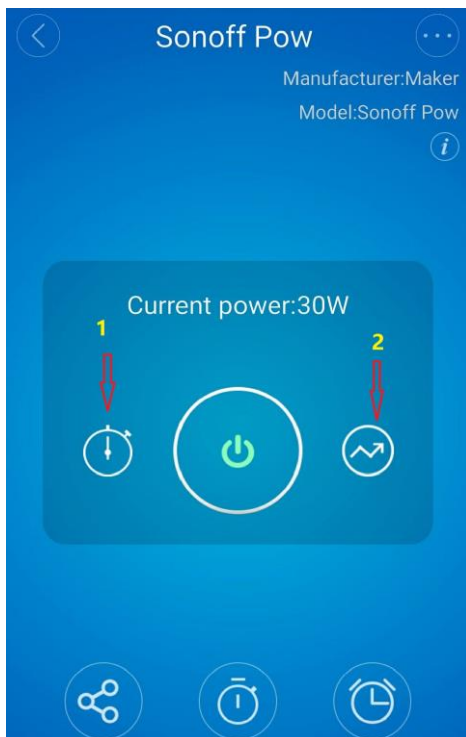 Sonoff Pow
Manufacturer:Maker
Model:Sonoff Pow
i
Current power:30W
1
2